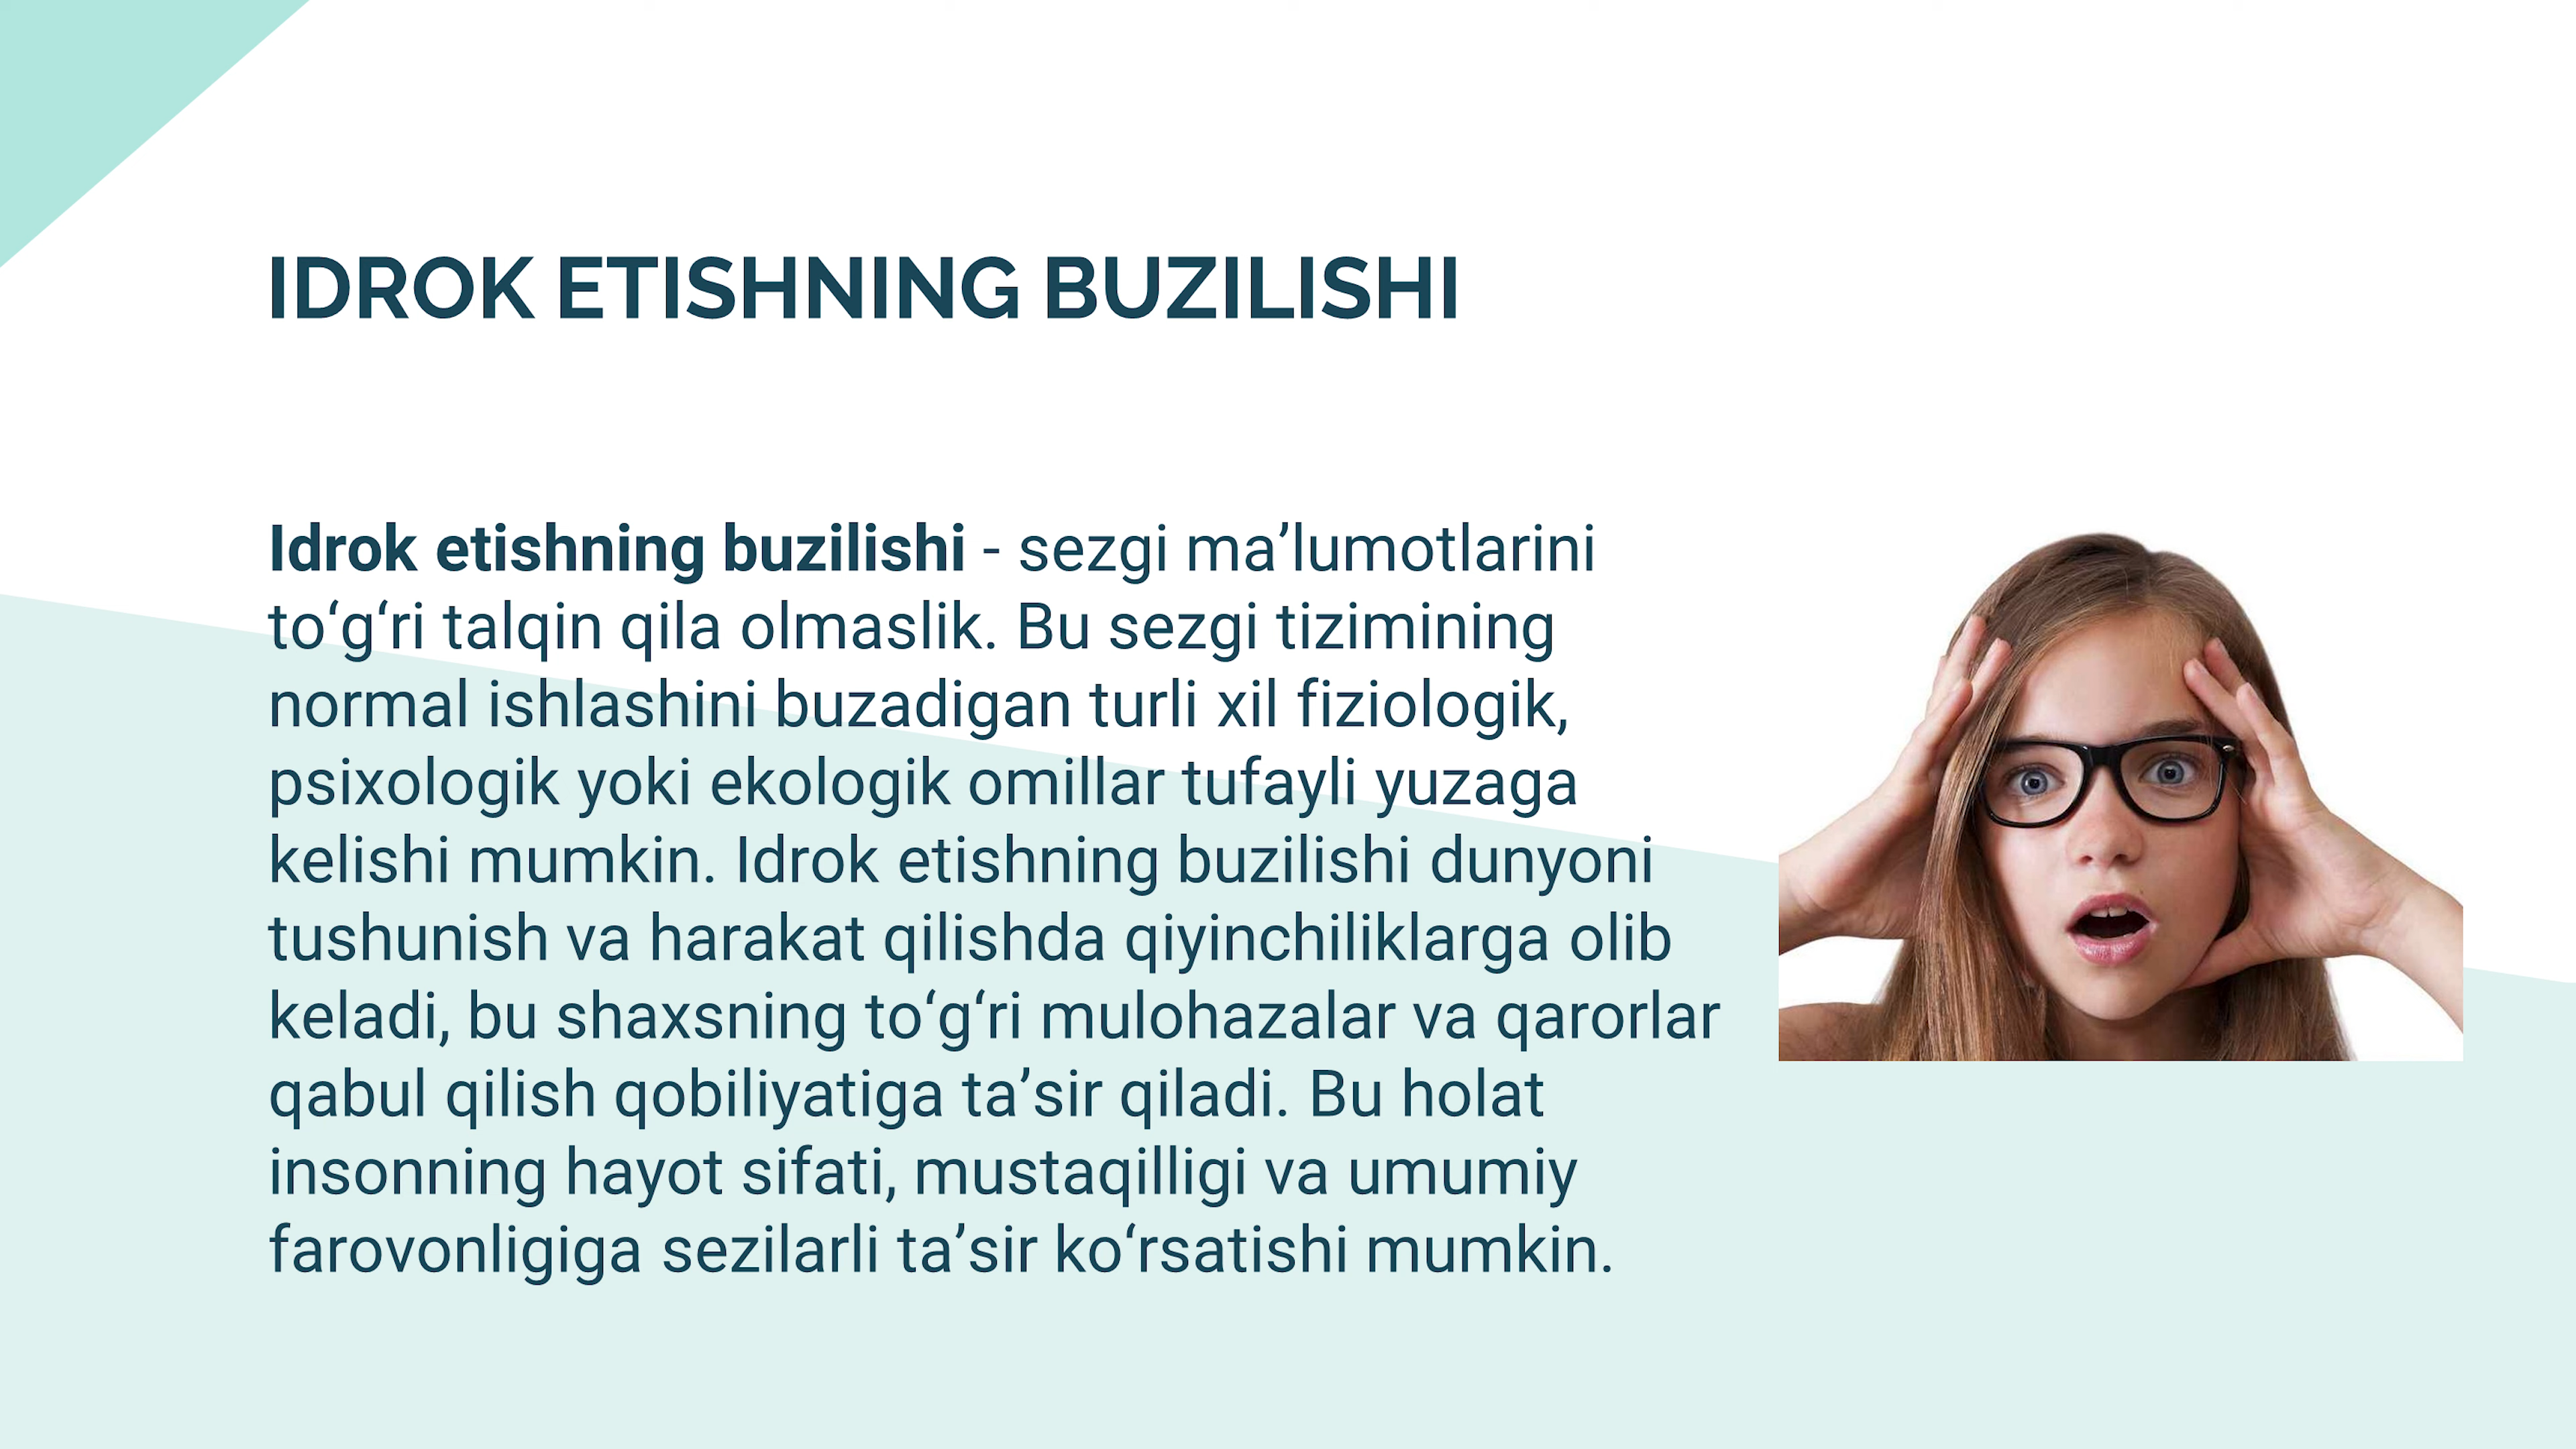 IDROK ETISHNING BUZILISHI
Idrok etishning buzilishi - sezgi ma’lumotlarini
to‘g‘ri talqin qila olmaslik. Bu sezgi tizimining
normal ishlashini buzadigan turli xil fiziologik,
psixologik yoki ekologik omillar tufayli yuzaga
kelishi mumkin. Idrok etishning buzilishi dunyoni
tushunish va harakat qilishda qiyinchiliklarga olib
keladi, bu shaxsning to‘g‘ri mulohazalar va qarorlar
qabul qilish qobiliyatiga ta’sir qiladi. Bu holat
insonning hayot sifati, mustaqilligi va umumiy
farovonligiga sezilarli ta’sir ko‘rsatishi mumkin.